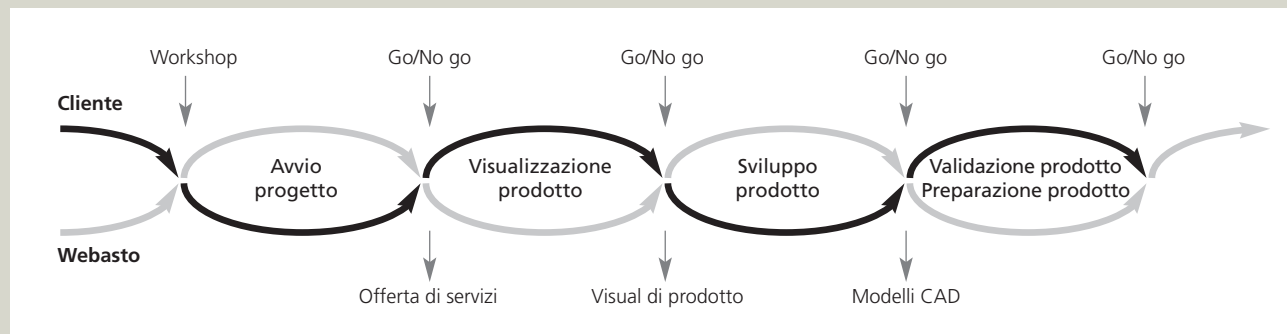 Workshop
Go/No go
Go/No go
Go/No go
Go/No go
Cliente
Avvio
progetto
Visualizzazione
prodotto
Sviluppo
prodotto
Validazione prodotto
Preparazione prodotto
Webasto
Offerta di servizi
Visual di prodotto
Modelli CAD